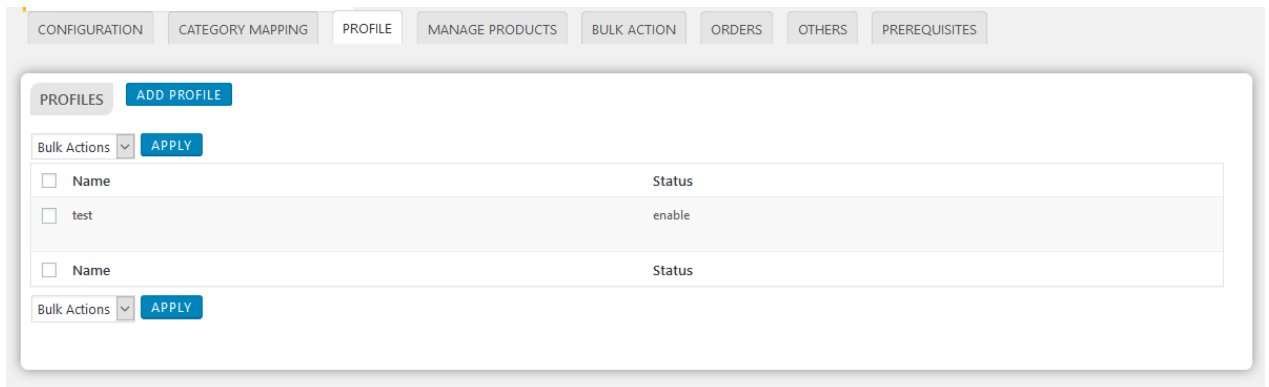 CONFIGURATION CATEGORY MAPPING PROFILE MANAGE PRODUCTS BULK ACTION ORDERS OTHERS PREREQUISITES
PROFILES ADD PROFILE
Bulk Actions APPLY
Name Status
test enable
Name Status
Bulk Actions APPLY